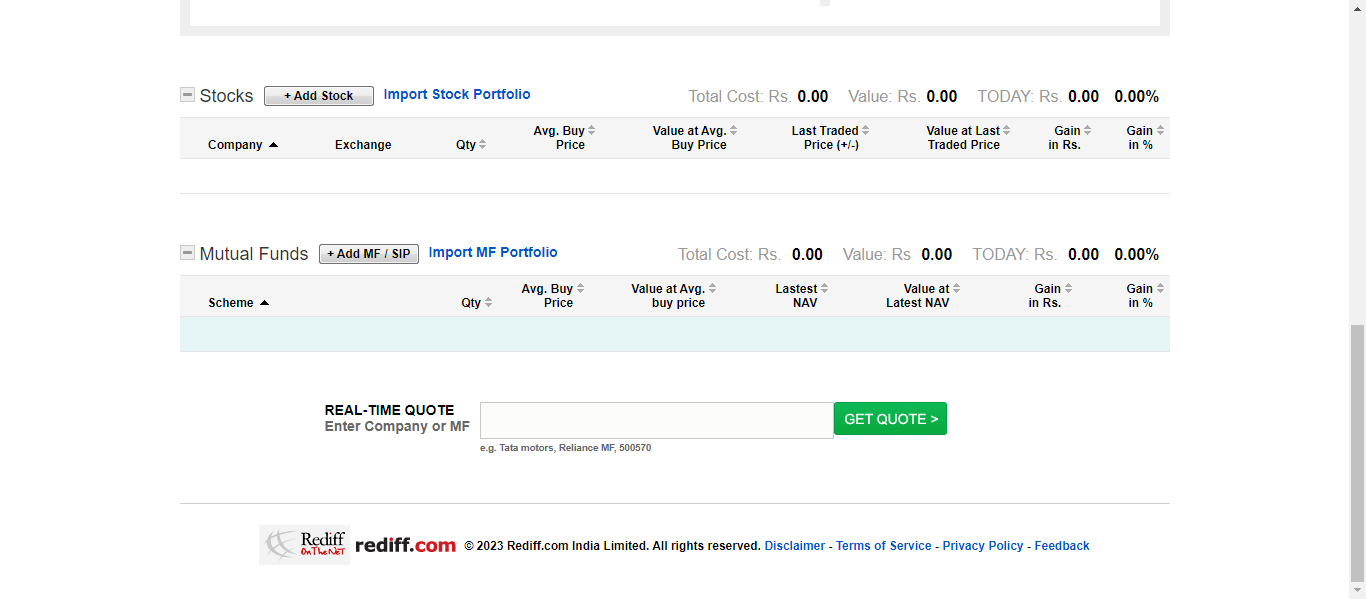 Stocks + Add Stock Import Stock Portfolio Total Cost: Rs. 0.00 Value: Rs. 0.00 TODAY: Rs. 0.00 0.00%
Company Exchange Qty Avg. Buy Price Value at Avg. Buy Price Last Traded Price (+/-) Value at Last Traded Price Gain in Rs. Gain in %
Mutual Funds + Add MF / SIP Import MF Portfolio Total Cost: Rs. 0.00 Value: Rs 0.00 TODAY: Rs. 0.00 0.00%
Scheme Qty Avg. Buy Price Value at Avg. buy price Lastest NAV Value at Latest NAV Gain in Rs. Gain in %
REAL-TIME QUOTE
Enter Company or MF
GET QUOTE >
e.g. Tata motors, Reliance MF, 500570
Rediff
On The NeT
rediff.com © 2023 Rediff.com India Limited. All rights reserved. Disclaimer - Terms of Service - Privacy Policy - Feedback